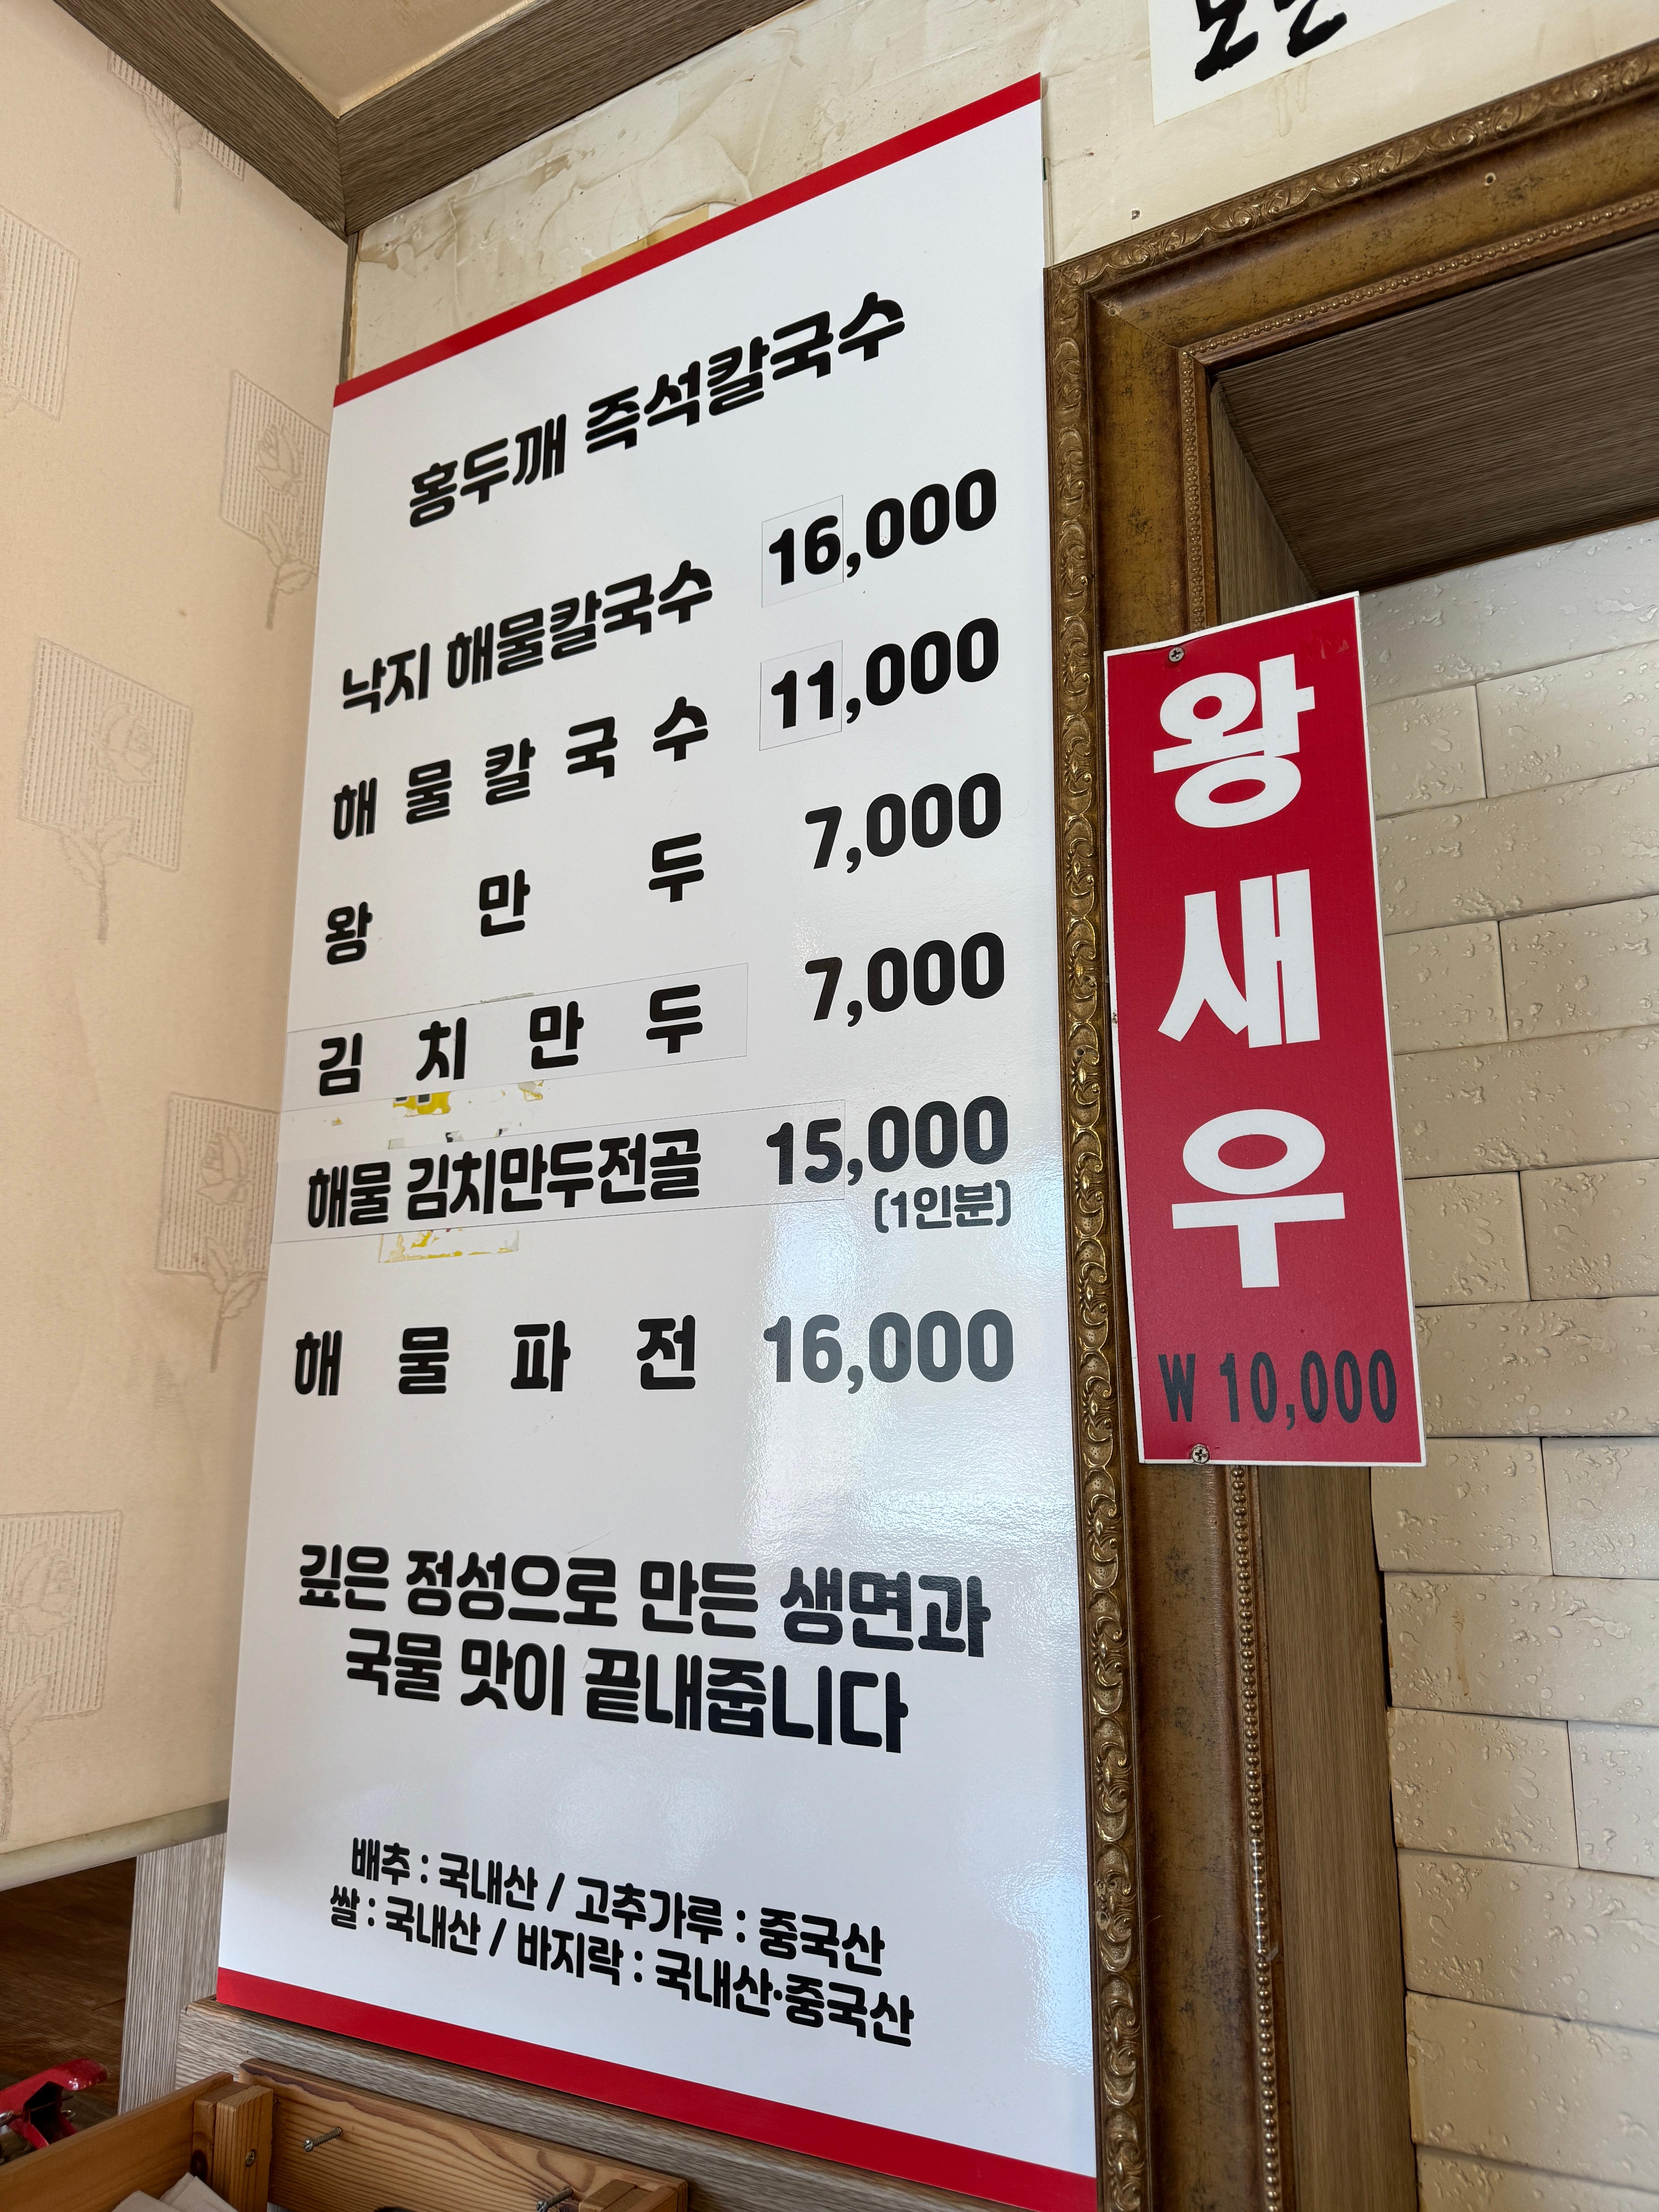 홍두깨 즉석칼국수
낙지 해물칼국수 16,000
해물칼국수 11,000
왕만두 7,000
김치만두 7,000
해물 김치만두전골 15,000
(1인분)
해물파전 16,000
깊은 정성으로 만든 생면과
국물 맛이 끝내줍니다
배추 : 국내산 / 고추가루 : 중국산
쌀 : 국내산 / 바지락 : 국내산·중국산
왕새우
₩ 10,000